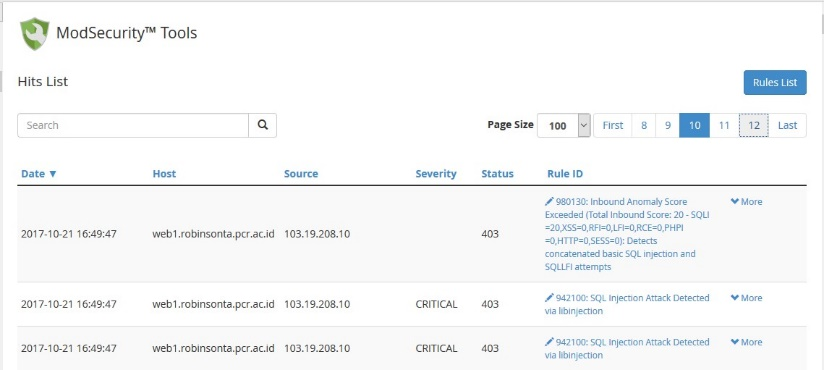 ModSecurity™ Tools
Hits List
Rules List
Search
Page Size 100 First 8 9 10 11 12 Last
Date ▼ Host Source Severity Status Rule ID
980130: Inbound Anomaly Score More
Exceeded (Total Inbound Score: 20 - SQLI
=20,XSS=0,RFI=0,LFI=0,RCE=0,PHPI
2017-10-21 16:49:47 web1.robinsonta.pcr.ac.id 103.19.208.10 403 =0,HTTP=0,SESS=0): Detects
concatenated basic SQL injection and
SQLLFI attempts
942100: SQL Injection Attack Detected More
2017-10-21 16:49:47 web1.robinsonta.pcr.ac.id 103.19.208.10 CRITICAL 403
via libinjection
942100: SQL Injection Attack Detected More
2017-10-21 16:49:47 web1.robinsonta.pcr.ac.id 103.19.208.10 CRITICAL 403
via libinjection